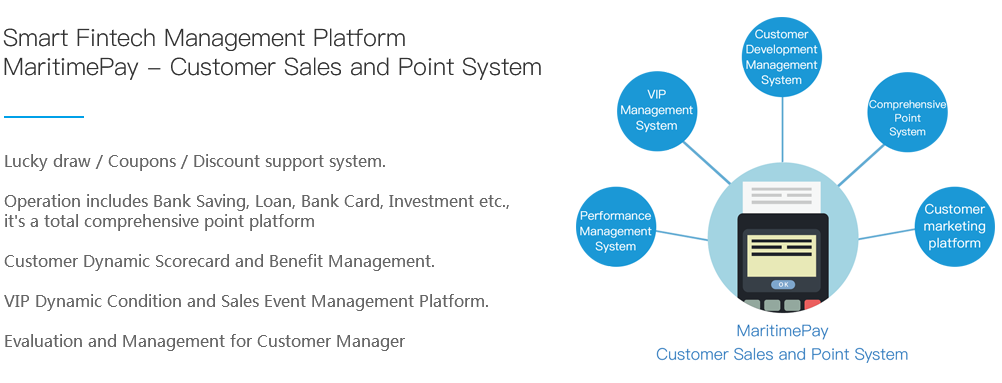 Smart Fintech Management Platform
MaritimePay – Customer Sales and Point System
Lucky draw / Coupons / Discount support system.
Operation includes Bank Saving, Loan, Bank Card, Investment etc.,
it's a total comprehensive point platform
Customer Dynamic Scorecard and Benefit Management.
VIP Dynamic Condition and Sales Event Management Platform.
Evaluation and Management for Customer Manager
Customer
Development
Management
System
VIP
Management
System
Comprehensive
Point
System
Performance
Management
System
Customer
marketing
platform
OK
MaritimePay
Customer Sales and Point System